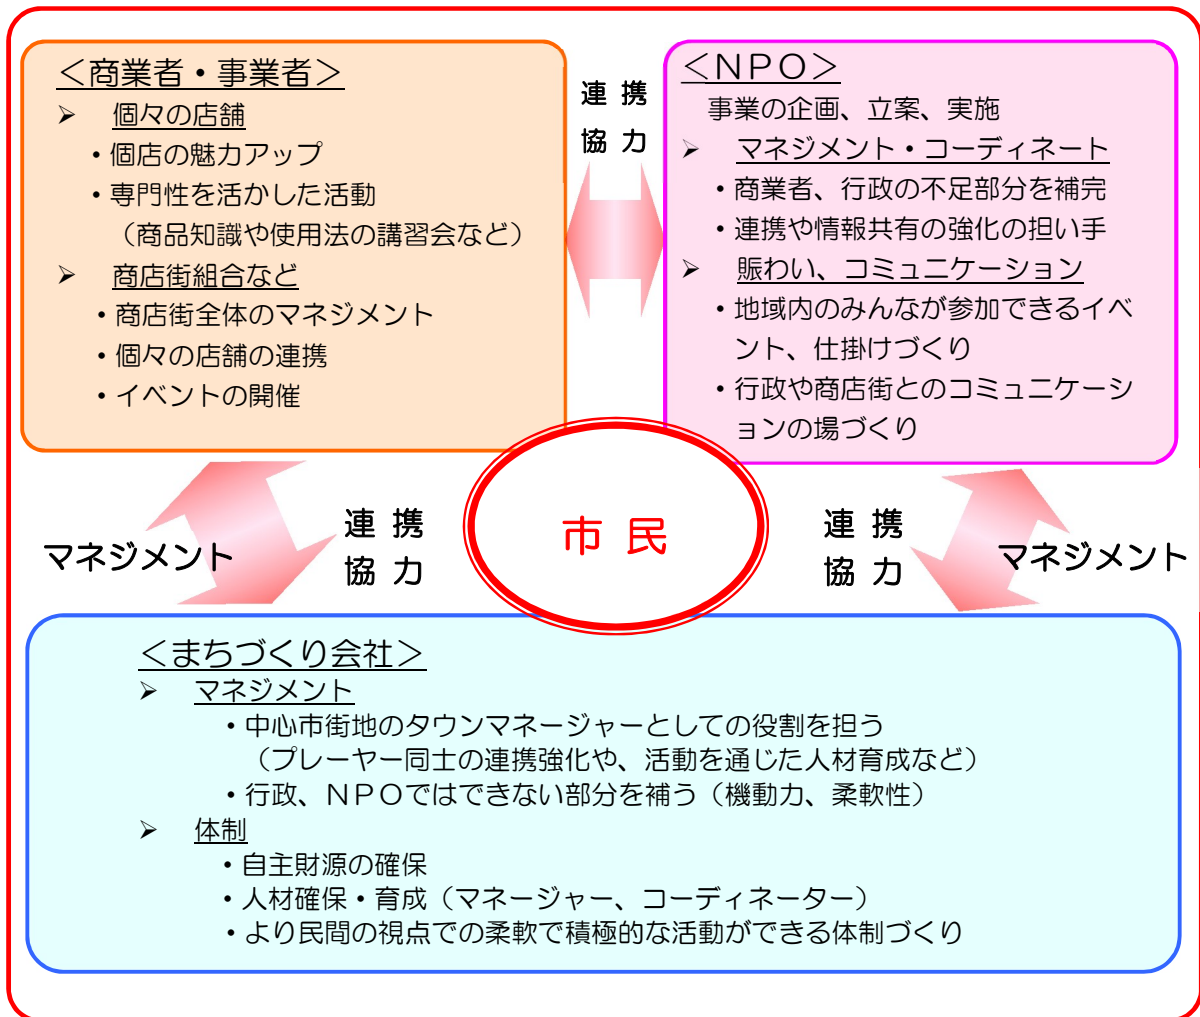 ＜商業者・事業者＞
➢ 個々の店舗
・個店の魅力アップ
・専門性を活かした活動
（商品知識や使用法の講習会など）
➢ 商店街組合など
・商店街全体のマネジメント
・個々の店舗の連携
・イベントの開催
連 携
協 力
＜ＮＰＯ＞
事業の企画、立案、実施
➢ マネジメント・コーディネート
・商業者、行政の不足部分を補完
・連携や情報共有の強化の担い手
➢ 賑わい、コミュニケーション
・地域内のみんなが参加できるイベ
ント、仕掛けづくり
・行政や商店街とのコミュニケーシ
ョンの場づくり
マネジメント
連 携
協 力
市 民
連 携
協 力
マネジメント
＜まちづくり会社＞
➢ マネジメント
・中心市街地のタウンマネージャーとしての役割を担う
（プレーヤー同士の連携強化や、活動を通じた人材育成など）
・行政、ＮＰＯではできない部分を補う（機動力、柔軟性）
➢ 体制
・自主財源の確保
・人材確保・育成（マネージャー、コーディネーター）
・より民間の視点での柔軟で積極的な活動ができる体制づくり